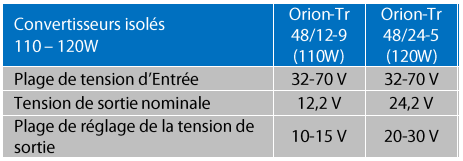 Convertisseurs isolés
110 – 120W
Orion-Tr
48/12-9
(110W)
Orion-Tr
48/24-5
(120W)
Plage de tension d’Entrée 32-70 V 32-70 V
Tension de sortie nominale 12,2 V 24,2 V
Plage de réglage de la tension de
sortie 10-15 V 20-30 V